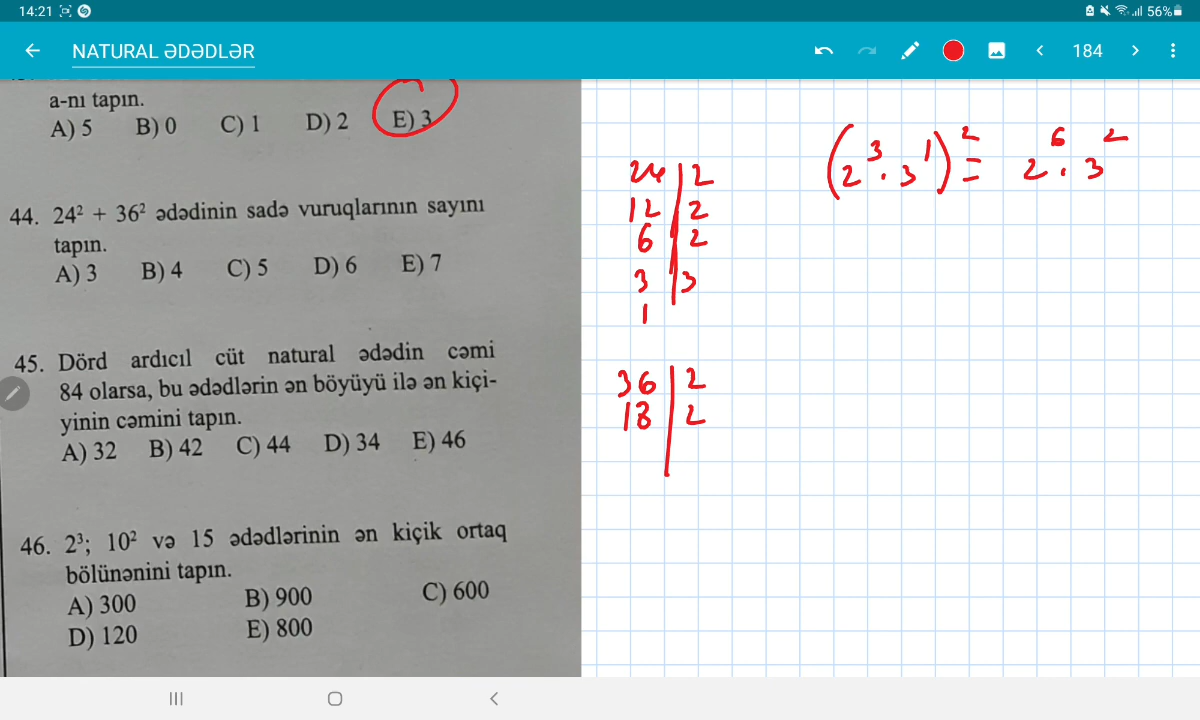 14:21
56%
NATURAL ƏDƏDLƏR
184
a-nı tapın.
A) 5 B) 0 C) 1 D) 2 E) 3
44. 24² + 36² ədədinin sadə vuruqlarının sayını
tapın.
A) 3 B) 4 C) 5 D) 6 E) 7
45. Dörd ardıcıl cüt natural ədədin cəmi
84 olarsa, bu ədədlərin ən böyüyü ilə ən kiçi-
yinin cəmini tapın.
A) 32 B) 42 C) 44 D) 34 E) 46
46. 2³; 10² və 15 ədədlərinin ən kiçik ortaq
bölünənini tapın.
A) 300 B) 900 C) 600
D) 120 E) 800
24 | 2
12 | 2
6 | 2
3 | 3
1
36 | 2
18 | 2
(2³ · 3¹)² = 2⁶ · 3²